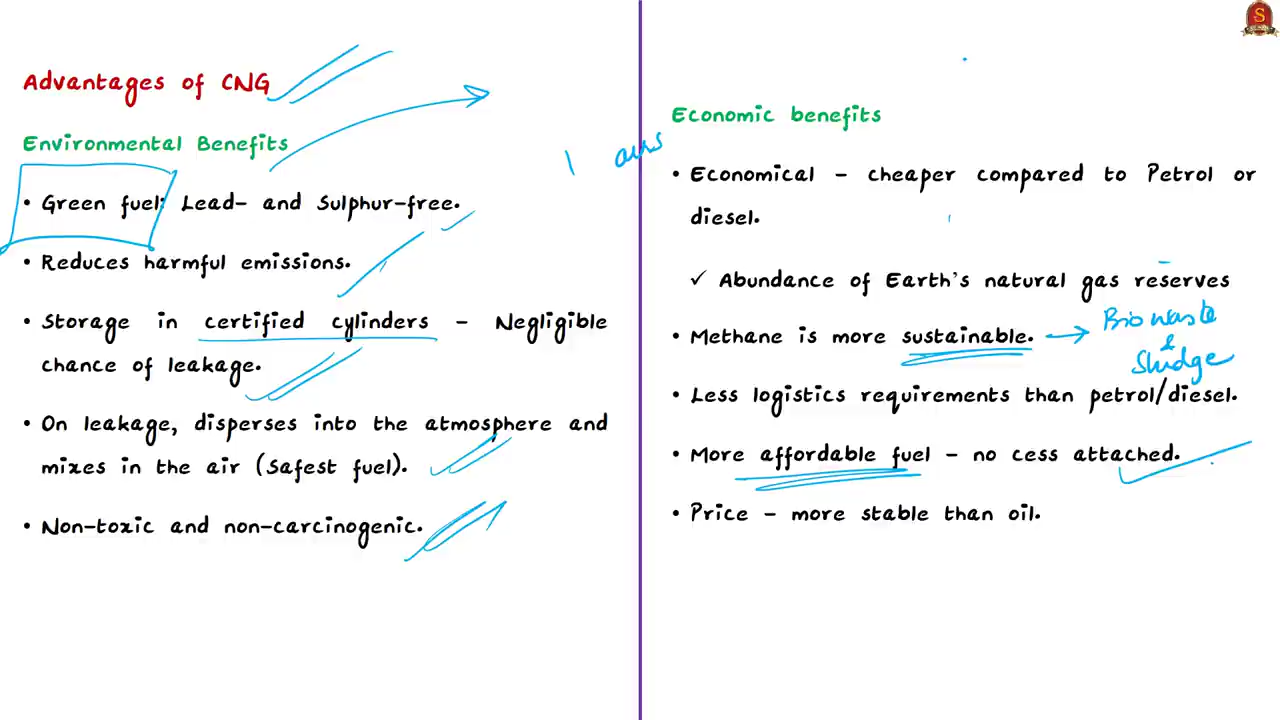 Advantages of CNG
Environmental Benefits
• Green fuel: Lead- and Sulphur-free.
• Reduces harmful emissions.
• Storage in certified cylinders – Negligible
chance of leakage.
• On leakage, disperses into the atmosphere and
mixes in the air (Safest fuel).
• Non-toxic and non-carcinogenic.
Economic benefits
• Economical – cheaper compared to Petrol or
diesel.
✓ Abundance of Earth's natural gas reserves
• Methane is more sustainable. → Bio waste
& Sludge
• Less logistics requirements than petrol/diesel.
• More affordable fuel – no cess attached.
• Price – more stable than oil.